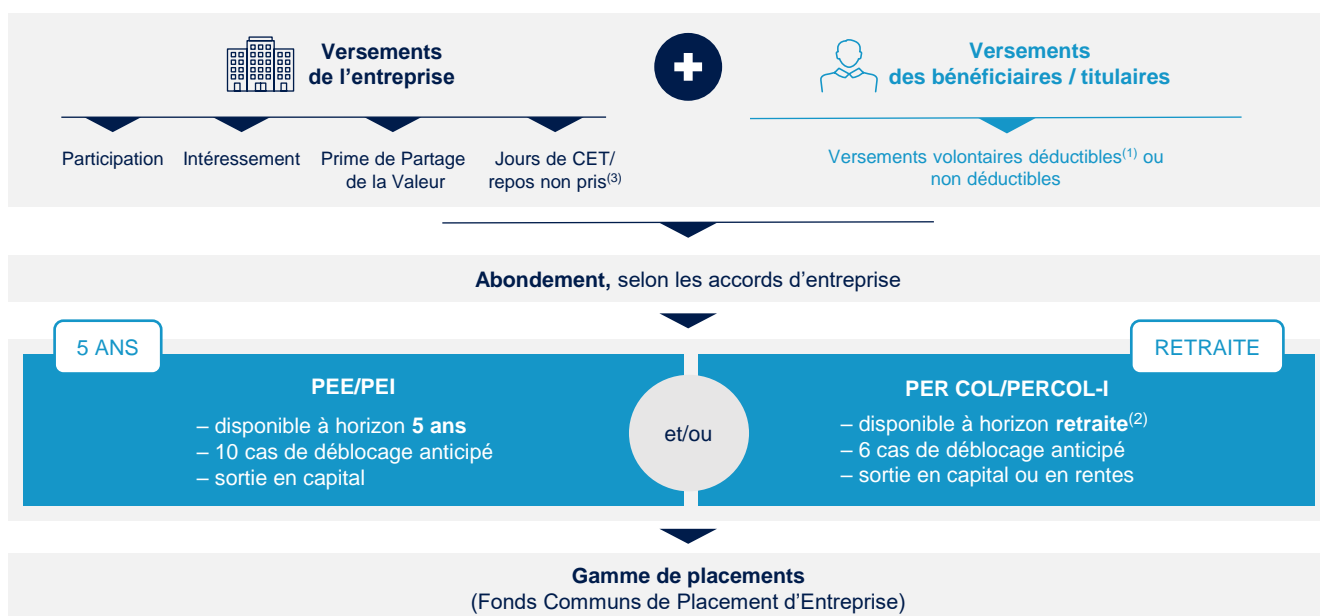 Versements
de l’entreprise
Versements
des bénéficiaires / titulaires
Participation
Intéressement
Prime de Partage
de la Valeur
Jours de CET/
repos non pris(3)
Versements volontaires déductibles(1) ou
non déductibles
Abondement, selon les accords d’entreprise
5 ANS
PEE/PEI
– disponible à horizon 5 ans
– 10 cas de déblocage anticipé
– sortie en capital
et/ou
RETRAITE
PER COL/PERCOL-I
– disponible à horizon retraite(2)
– 6 cas de déblocage anticipé
– sortie en capital ou en rentes
Gamme de placements
(Fonds Communs de Placement d’Entreprise)